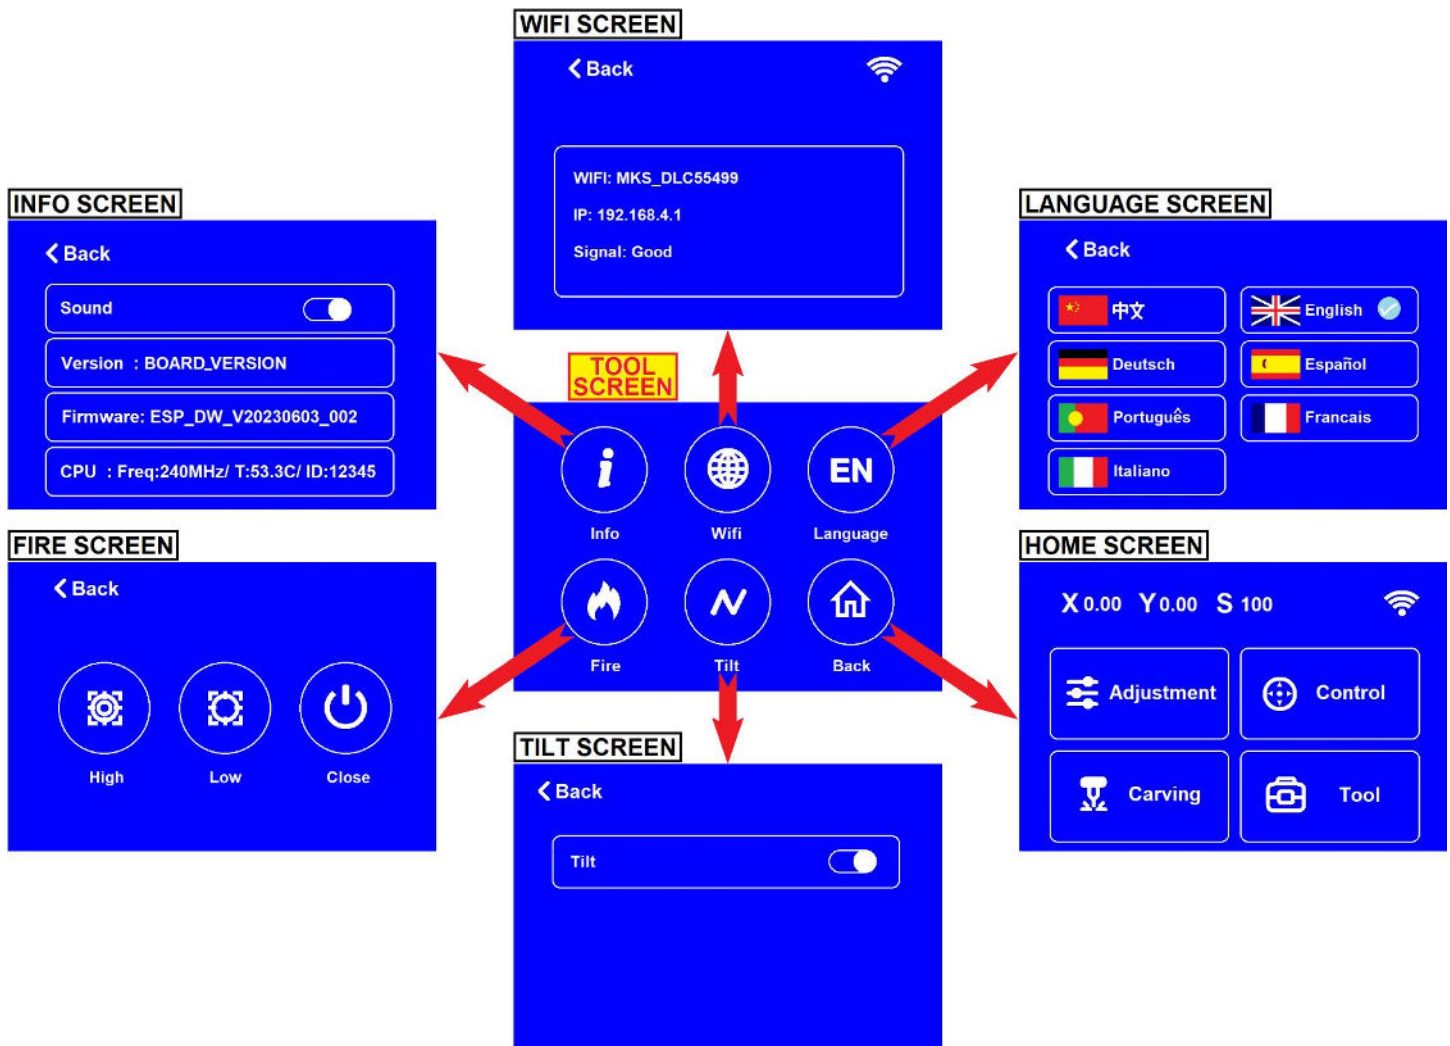 WIFI SCREEN
Back
WIFI: MKS_DLC55499
IP: 192.168.4.1
Signal: Good
INFO SCREEN
Back
Sound
Version : BOARD_VERSION
Firmware: ESP_DW_V20230603_002
CPU : Freq:240MHz/ T:53.3C/ ID:12345
LANGUAGE SCREEN
Back
中文
English
Deutsch
Español
Português
Francais
Italiano
TOOL
SCREEN
EN
Info
Wifi
Language
Fire
Tilt
Back
FIRE SCREEN
Back
High
Low
Close
HOME SCREEN
X 0.00 Y 0.00 S 100
Adjustment
Control
Carving
Tool
TILT SCREEN
Back
Tilt